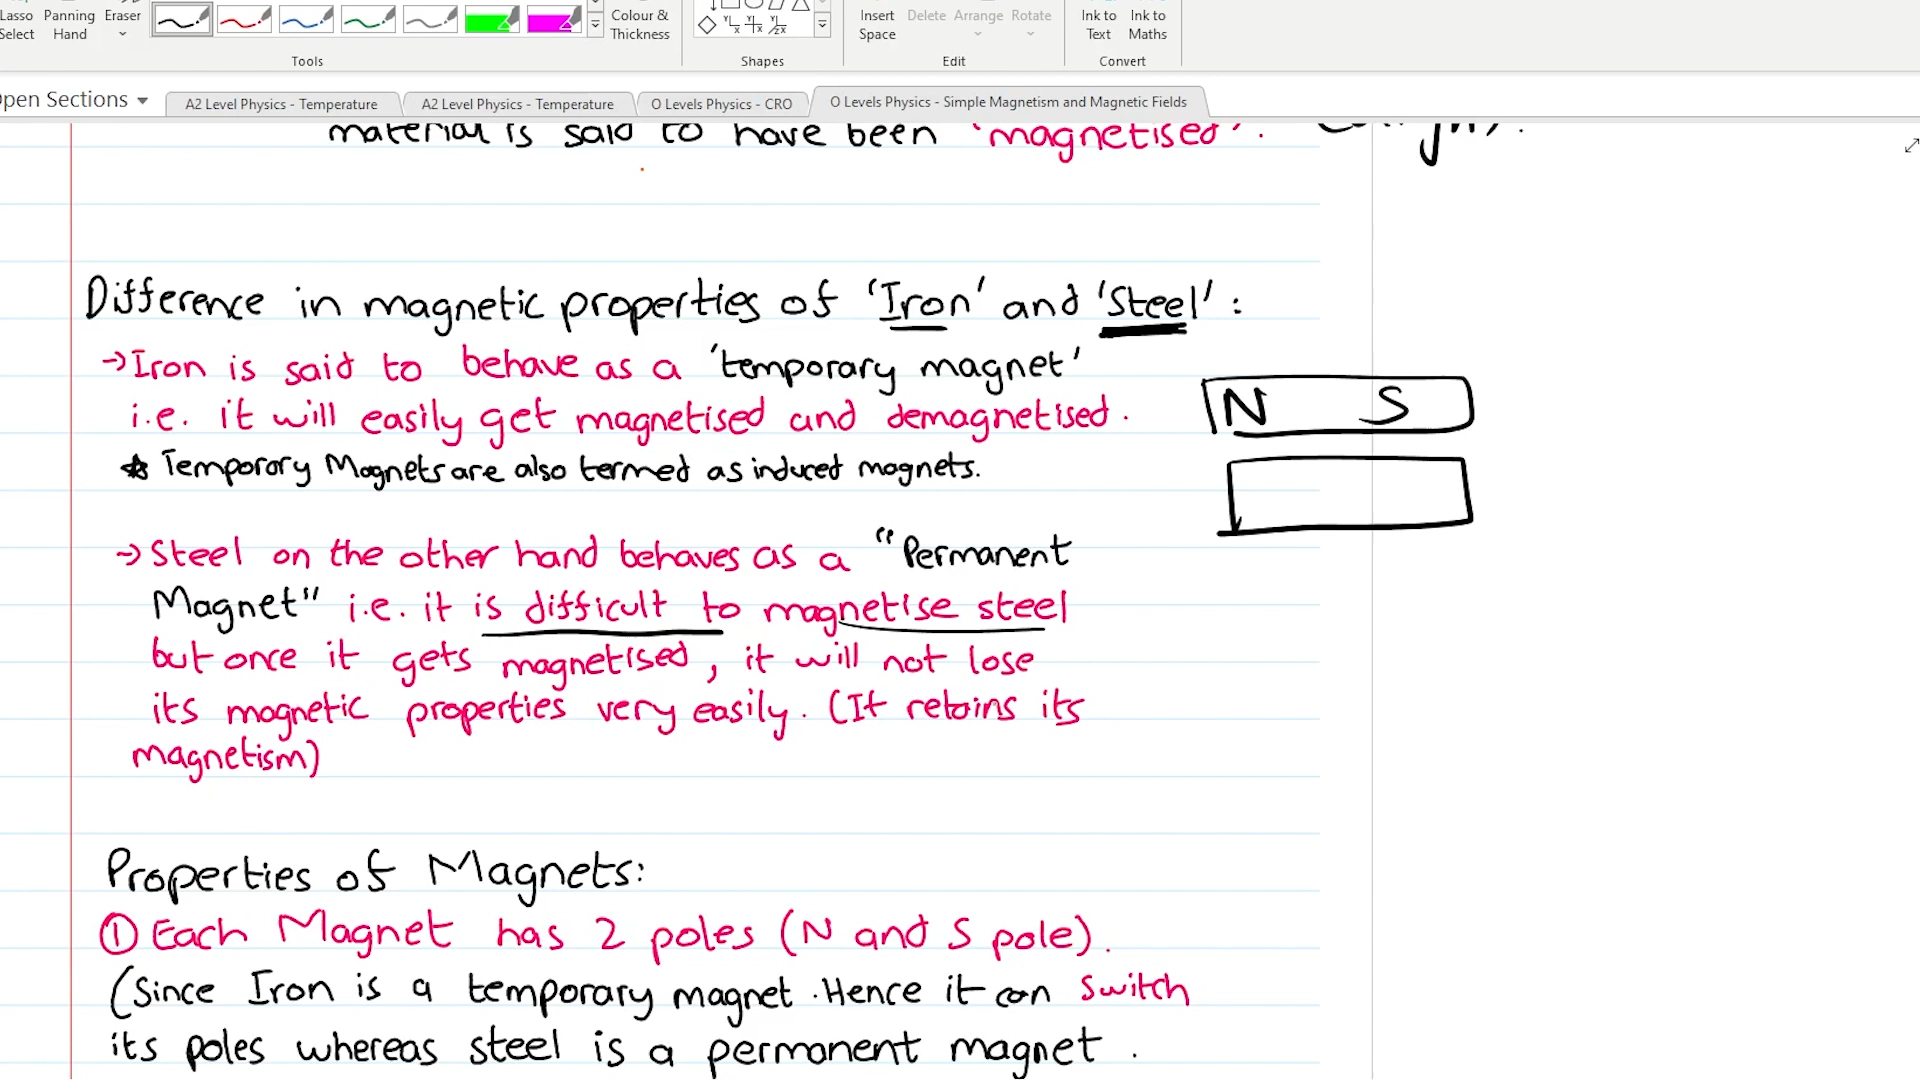 Lasso
Select
Panning
Hand
Eraser
Colour &
Thickness
Insert
Space
Delete
Arrange
Rotate
Ink to
Text
Ink to
Maths
Tools
Shapes
Edit
Convert
pen Sections
A2 Level Physics - Temperature
A2 Level Physics - Temperature
O Levels Physics - CRO
O Levels Physics - Simple Magnetism and Magnetic Fields
material is said to have been 'magnetised'.
Difference in magnetic properties of 'Iron' and 'Steel' :
→Iron is said to behave as a 'temporary magnet'
i.e. it will easily get magnetised and demagnetised.
N S
* Temporary Magnets are also termed as induced magnets.
→ Steel on the other hand behaves as a "Permanent
Magnet" i.e. it is difficult to magnetise steel
but once it gets magnetised, it will not lose
its magnetic properties very easily. (It retains its
magnetism)
Properties of Magnets:
① Each Magnet has 2 poles (N and S pole).
(Since Iron is a temporary magnet. Hence it can switch
its poles whereas steel is a permanent magnet.